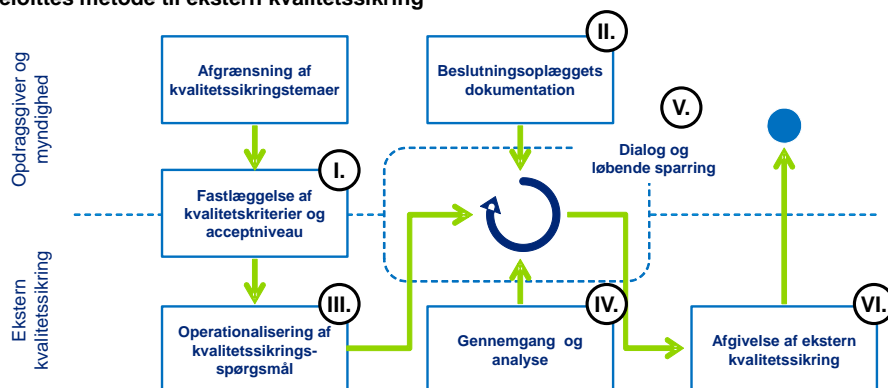 eloittes metode til ekstern kvalitetssikring
Opdragsgiver og
myndighed
Afgrænsning af
kvalitetssikringstemaer
II.
Beslutningsoplæggets
dokumentation
V.
Dialog og
løbende sparring
I.
Fastlæggelse af
kvalitetskriterier og
acceptniveau
Ekstern
kvalitetssikring
III.
Operationalisering af
kvalitetssikrings-
spørgsmål
IV.
Gennemgang og
analyse
VI.
Afgivelse af ekstern
kvalitetssikring